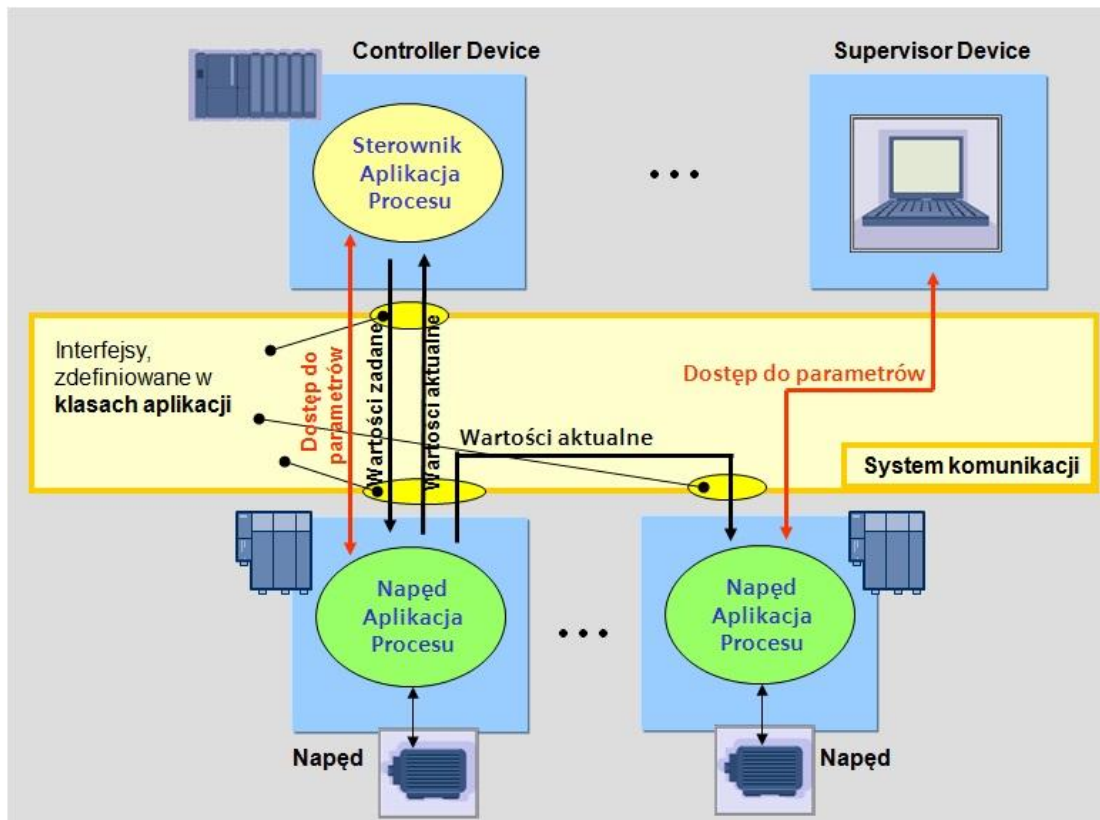 Controller Device
Supervisor Device
Sterownik
Aplikacja
Procesu
Interfejsy,
zdefiniowane w
klasach aplikacji
Dostęp do
parametrów
Wartości zadane
Wartości aktualne
Dostęp do parametrów
Wartości aktualne
System komunikacji
Napęd
Aplikacja
Procesu
Napęd
Aplikacja
Procesu
Napęd
Napęd